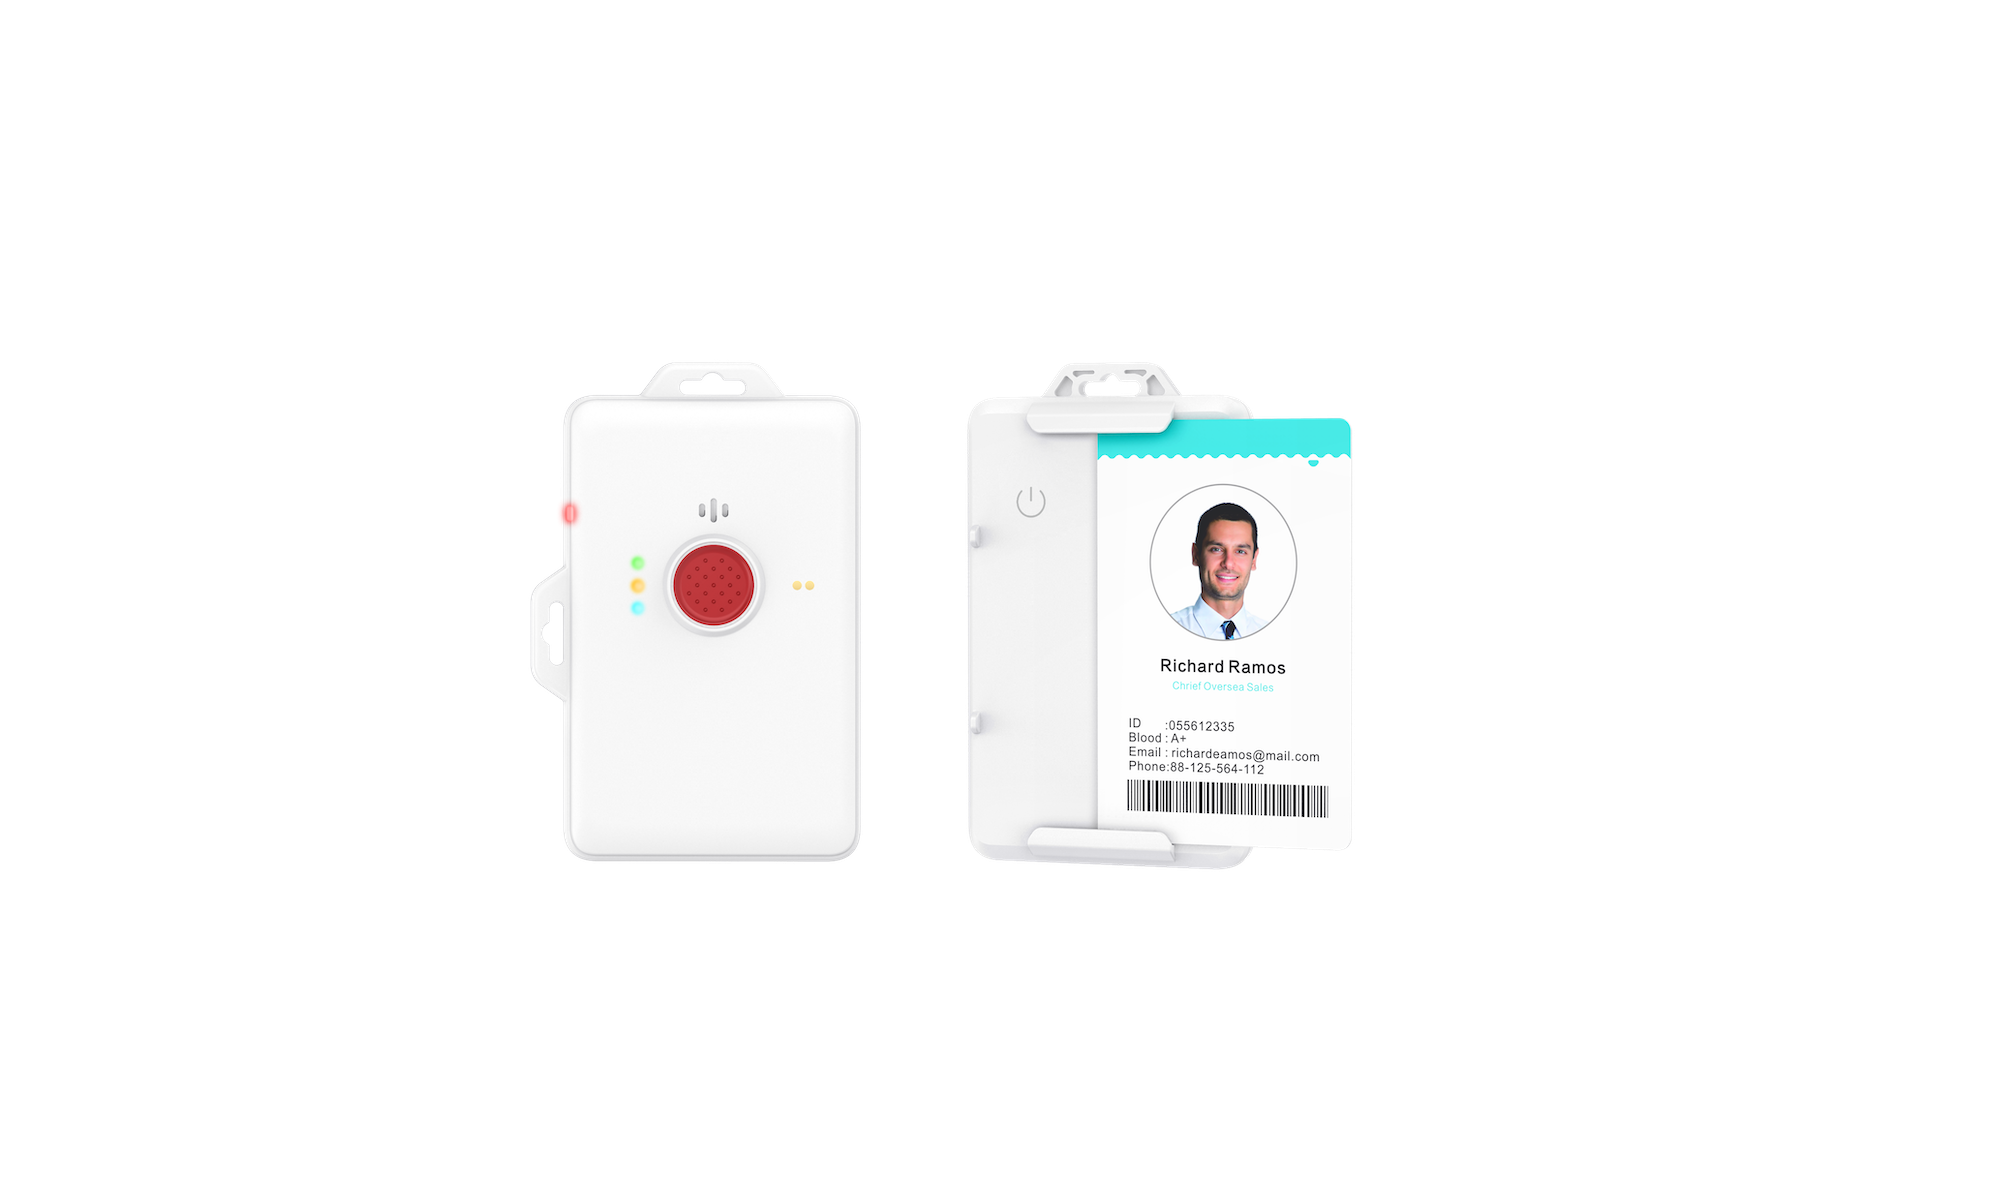 Richard Ramos
Chrief Oversea Sales
ID :055612335
Blood : A+
Email : richardeamos@mail.com
Phone:88-125-564-112